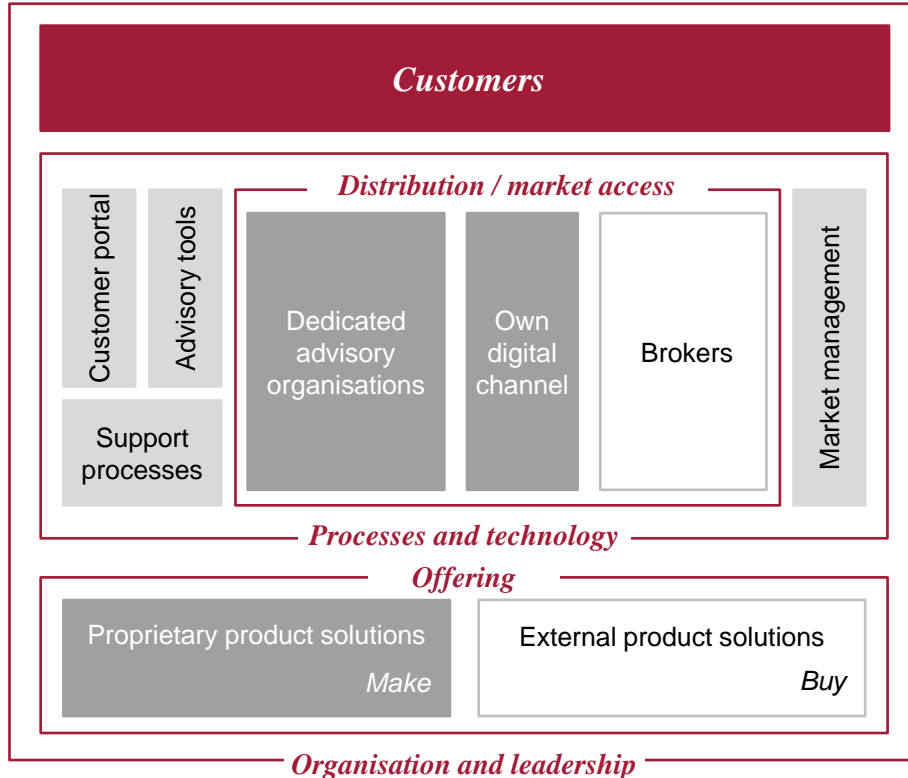 Customers
Distribution / market access
Customer portal
Advisory tools
Support
processes
Dedicated
advisory
organisations
Own
digital
channel
Brokers
Market management
Processes and technology
Offering
Proprietary product solutions
Make
External product solutions
Buy
Organisation and leadership